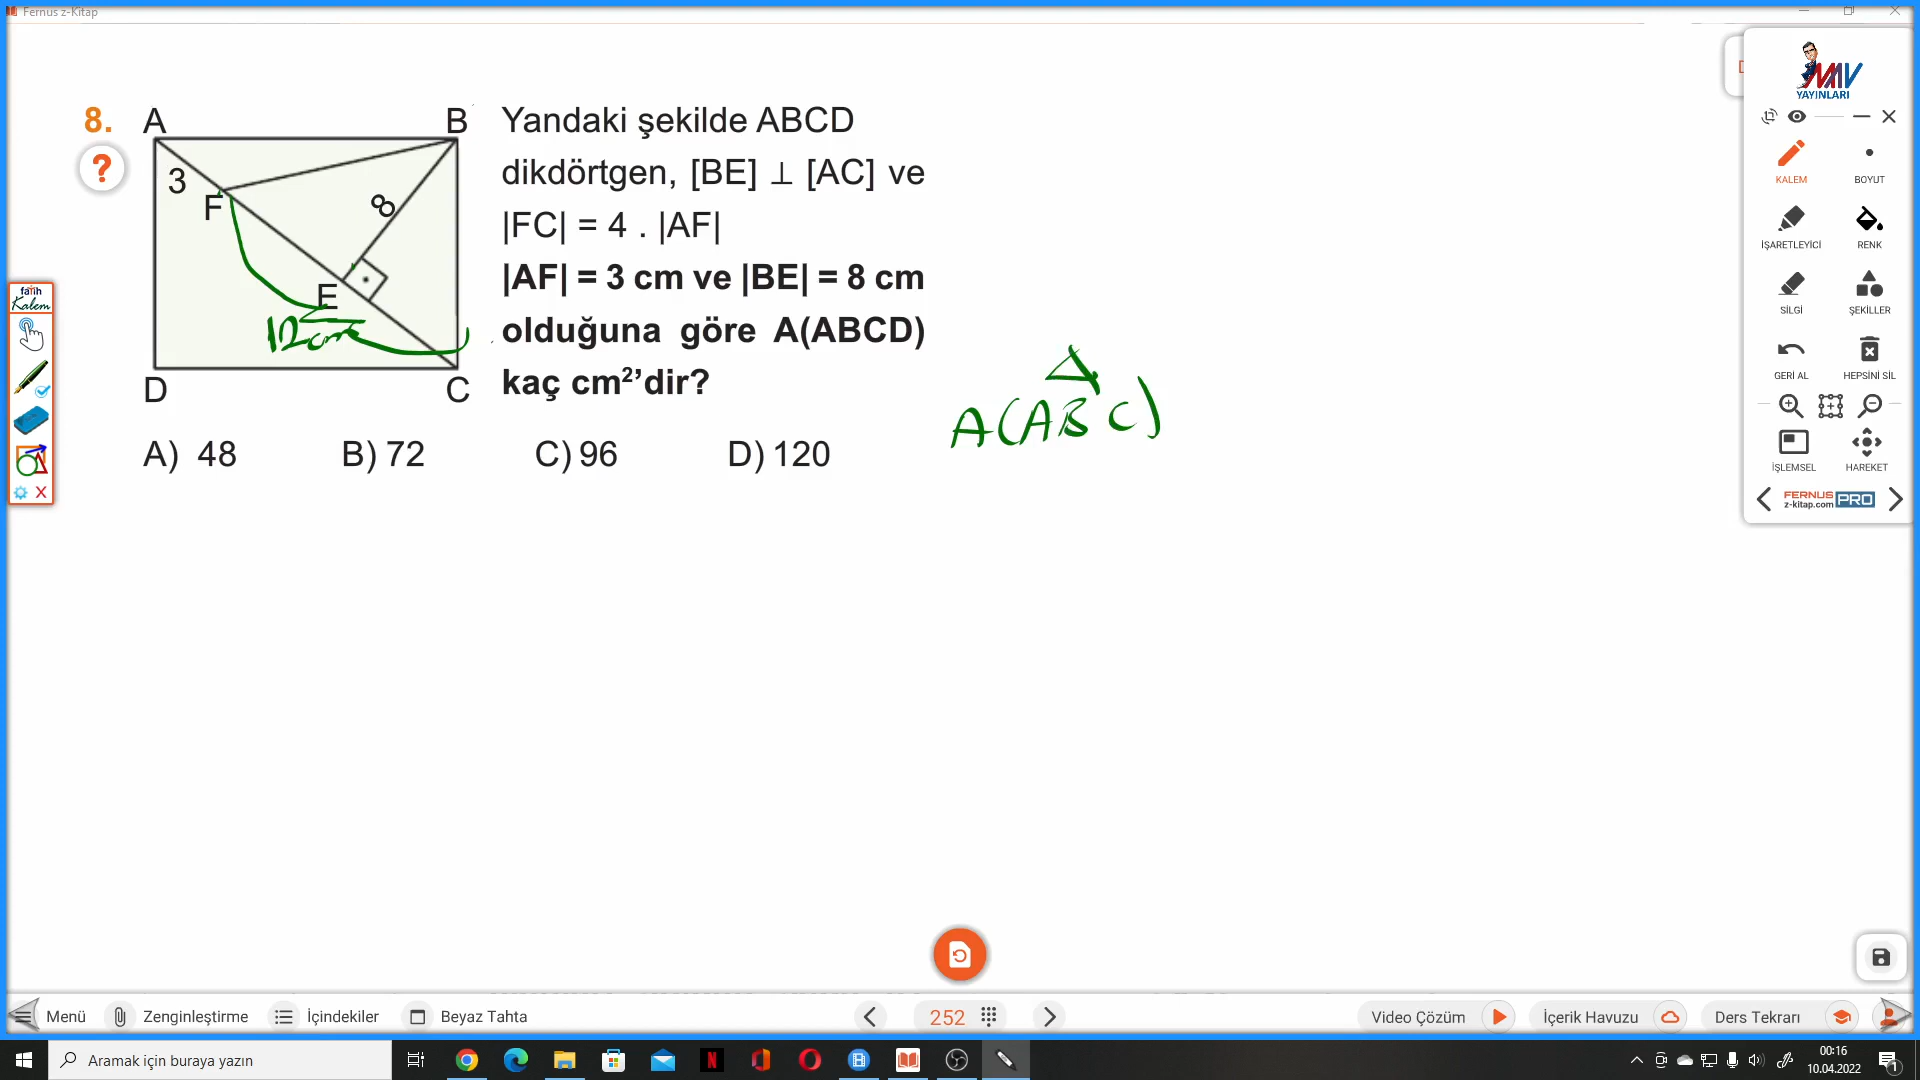 Fernus z-Kitap
MAV
YAYINLARI
8. A B
3 F 8 E
12 cm
D C
Yandaki şekilde ABCD
dikdörtgen, [BE] ⊥ [AC] ve
|FC| = 4 . |AF|
|AF| = 3 cm ve |BE| = 8 cm
olduğuna göre A(ABCD)
kaç cm²'dir?
A) 48 B) 72 C) 96 D) 120
A(ABC)
fatih
Kalem
KALEM BOYUT
İŞARETLEYİCİ RENK
SİLGİ ŞEKİLLER
GERİ AL HEPSİNİ SİL
İŞLEMSEL HAREKET
FERNUS PRO
z-kitap.com
Menü Zenginleştirme İçindekiler Beyaz Tahta 252 Video Çözüm İçerik Havuzu Ders Tekrarı
Aramak için buraya yazın
00:16
10.04.2022